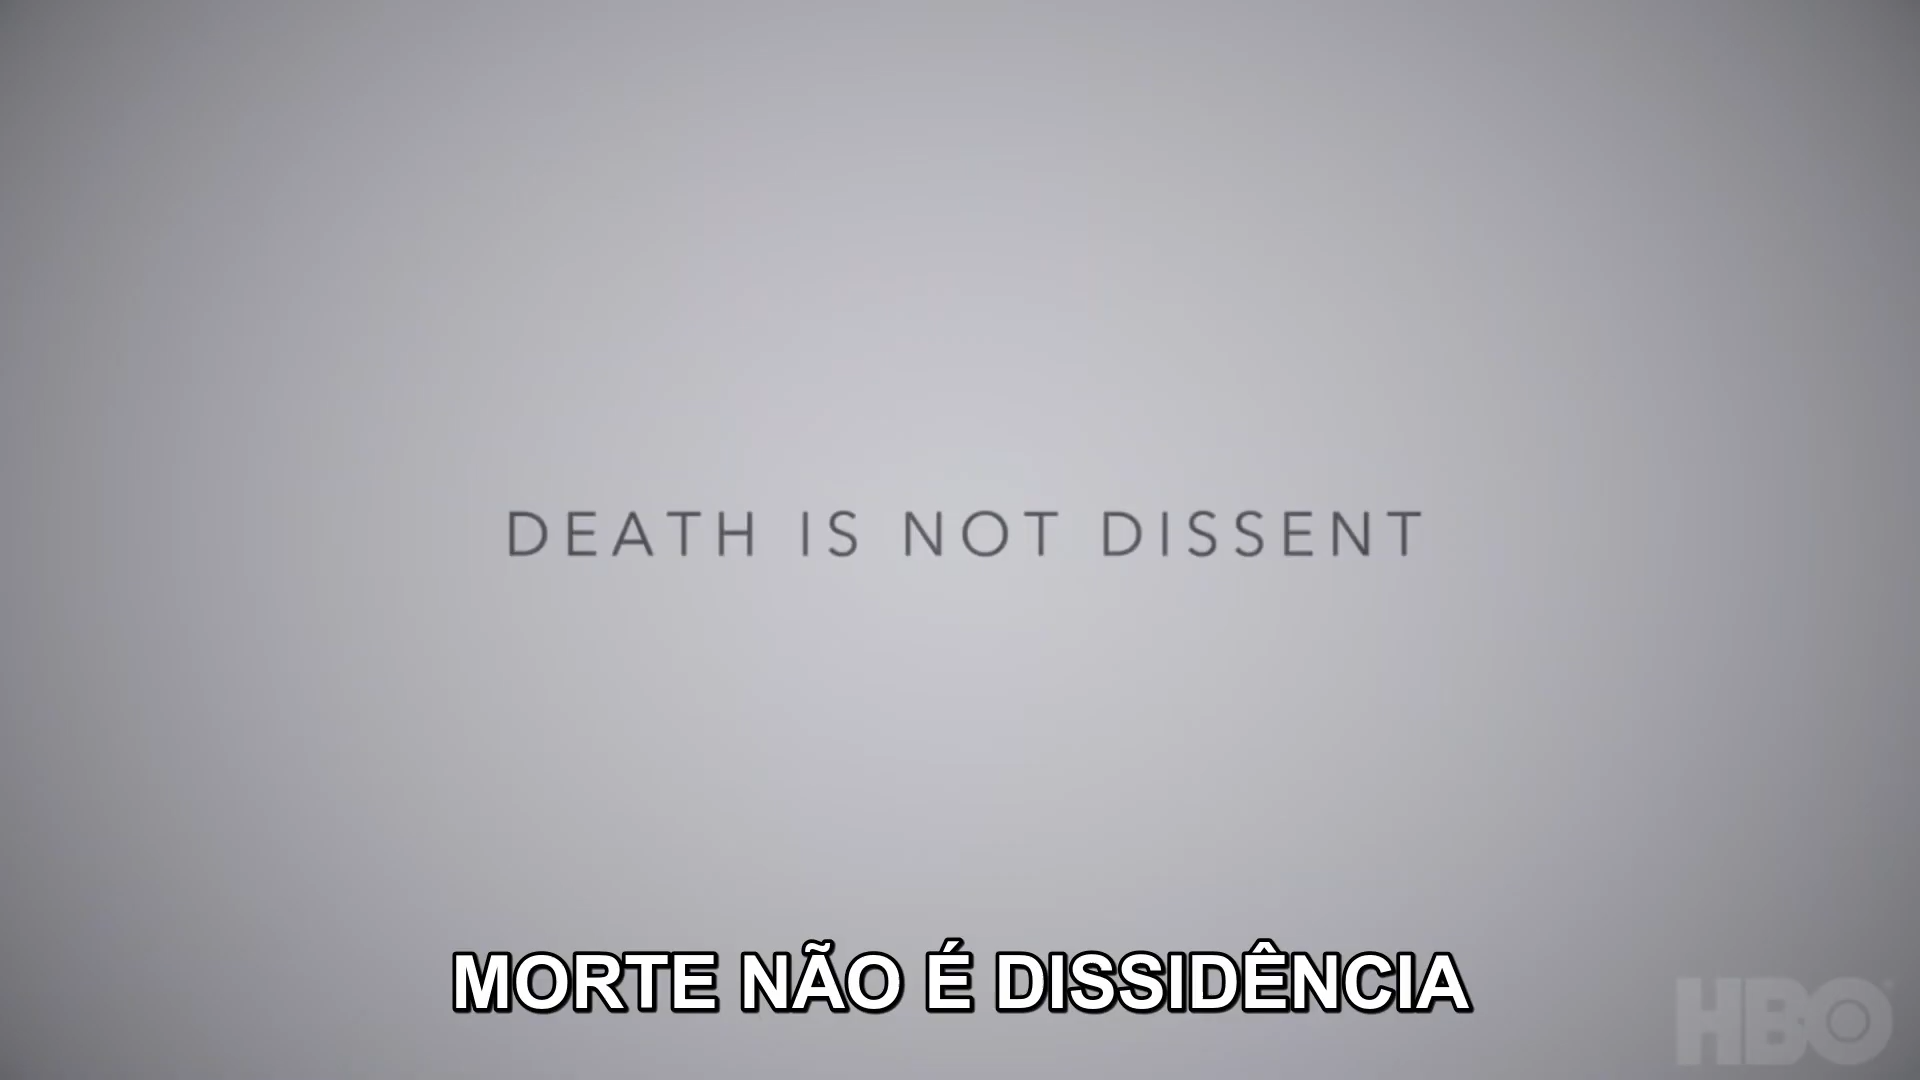 DEATH IS NOT DISSENT
MORTE NÃO É DISSIDÊNCIA
HBO